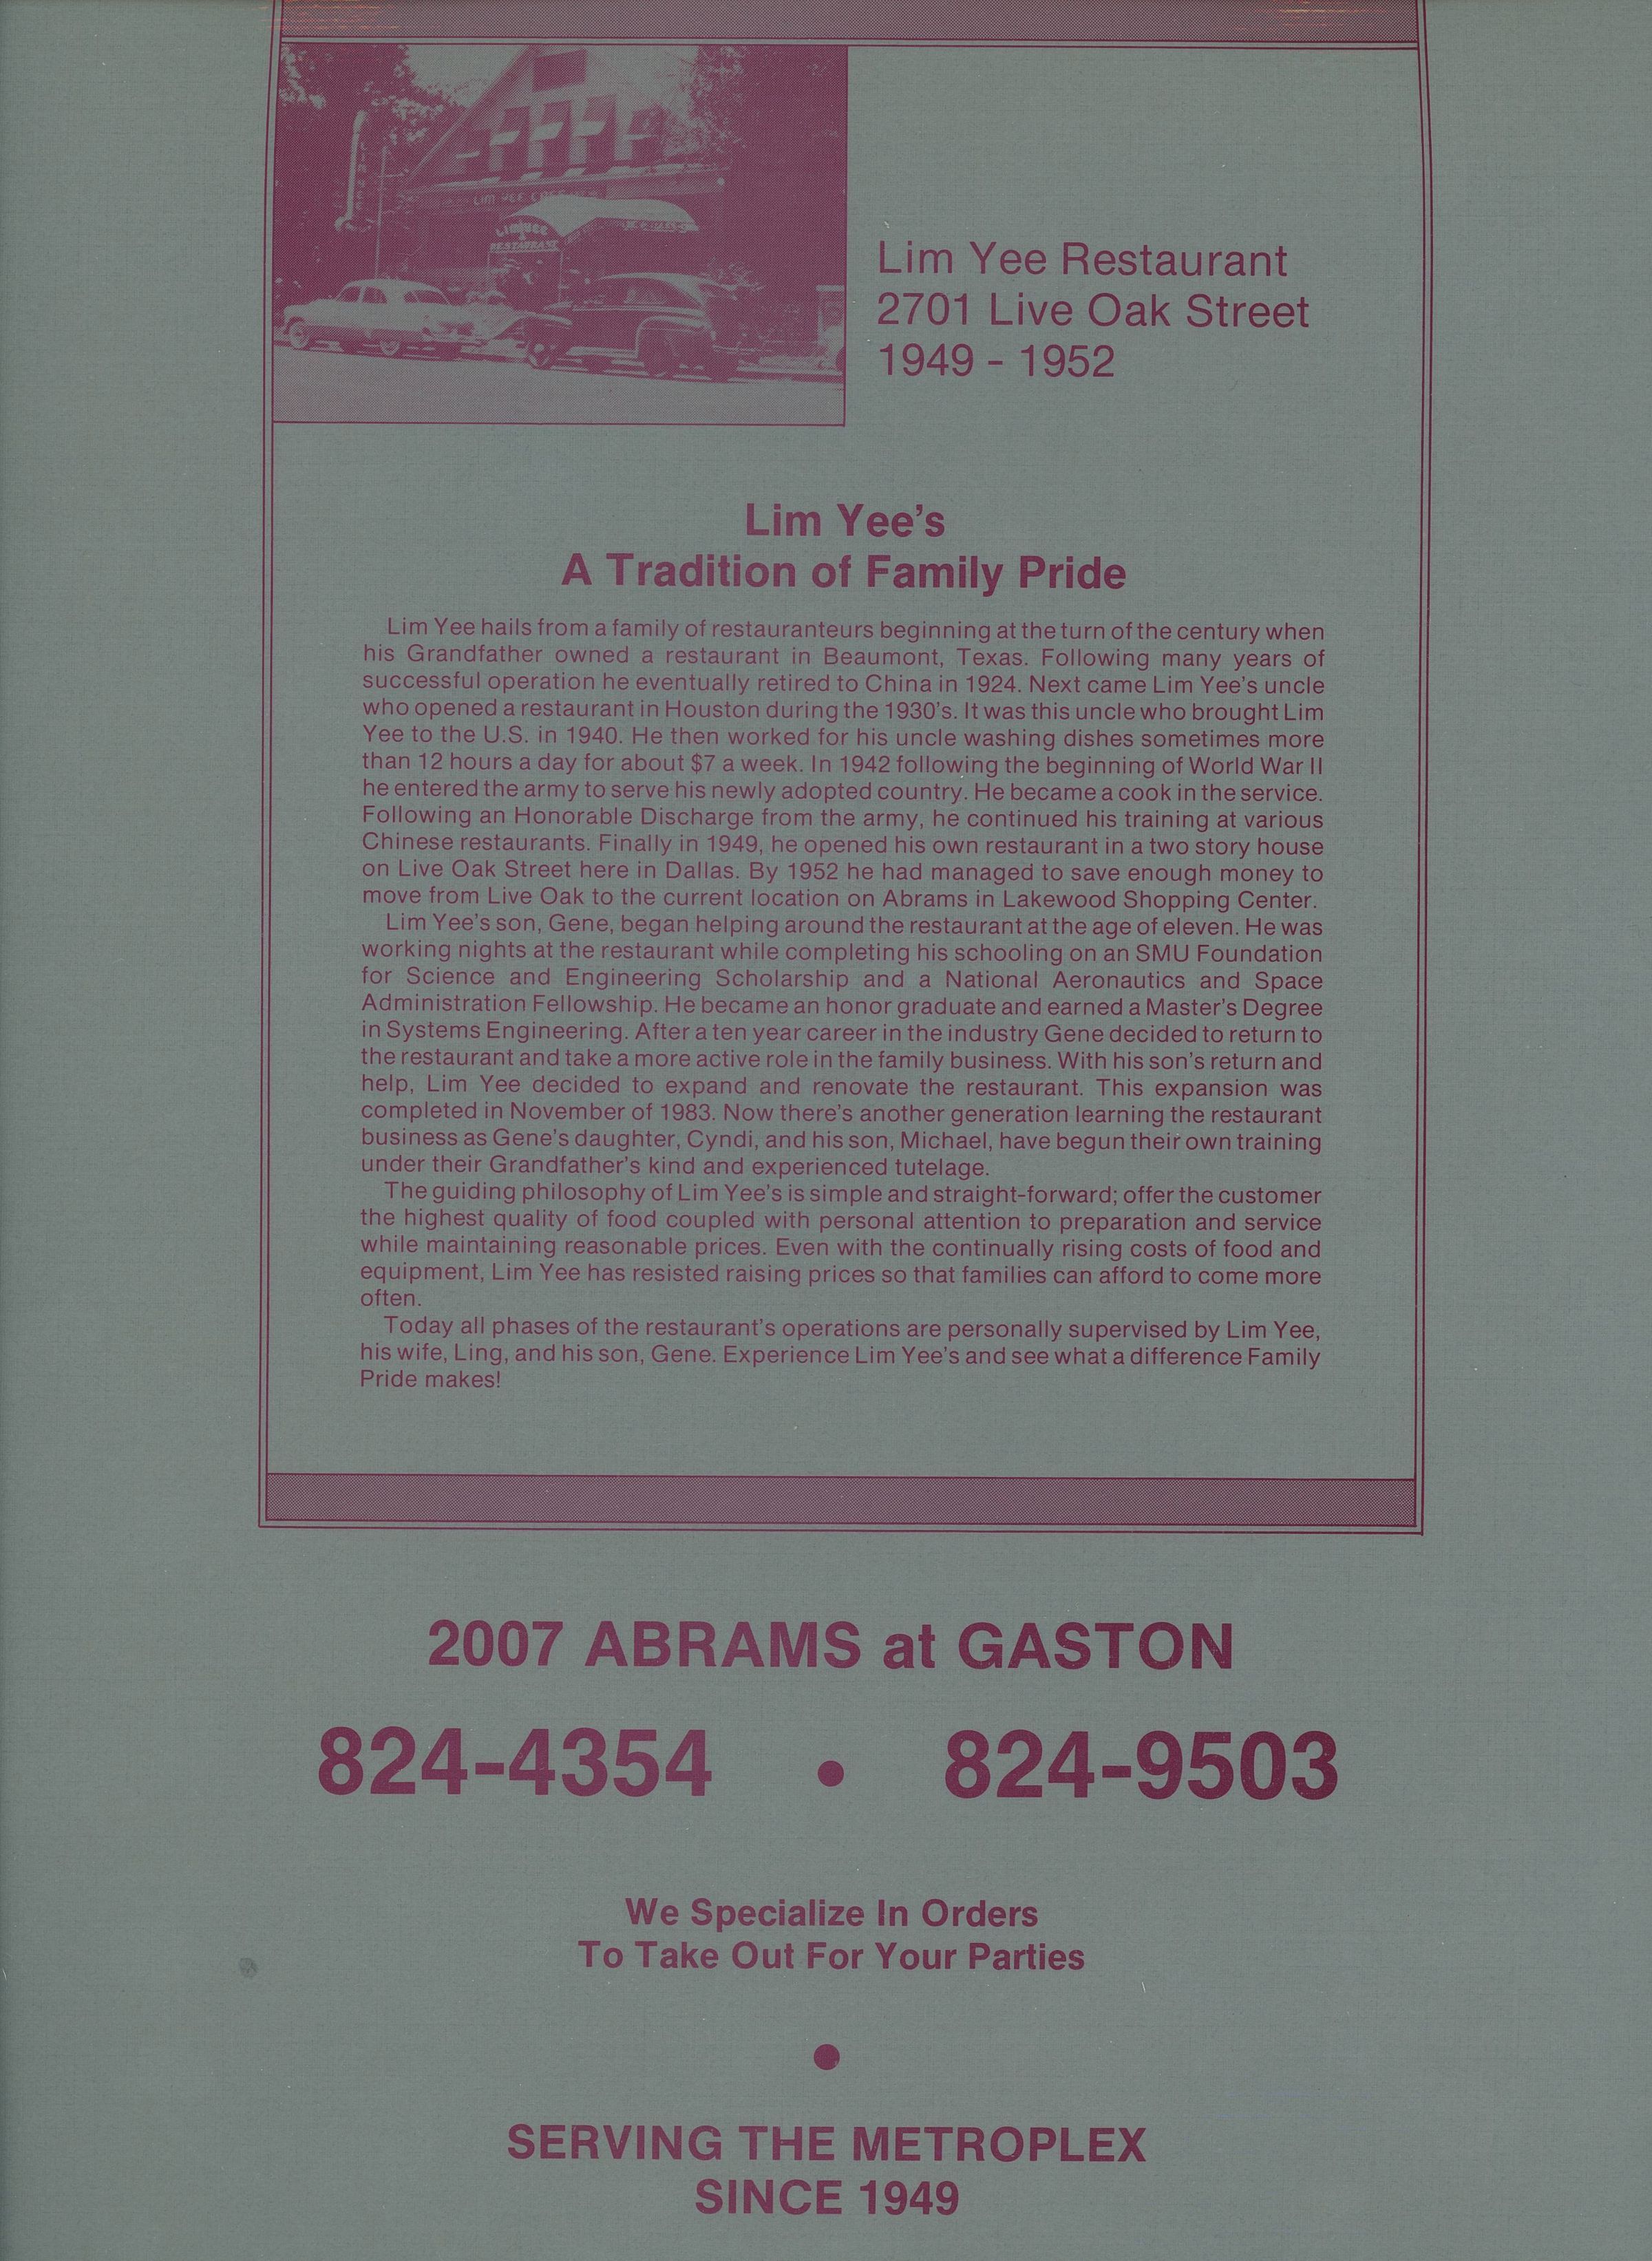 LIM YEE
LIM YEE CAFE
LIM YEE
RESTAURANT
Lim Yee Restaurant
2701 Live Oak Street
1949 - 1952
Lim Yee's
A Tradition of Family Pride
Lim Yee hails from a family of restauranteurs beginning at the turn of the century when
his Grandfather owned a restaurant in Beaumont, Texas. Following many years of
successful operation he eventually retired to China in 1924. Next came Lim Yee's uncle
who opened a restaurant in Houston during the 1930's. It was this uncle who brought Lim
Yee to the U.S. in 1940. He then worked for his uncle washing dishes sometimes more
than 12 hours a day for about $7 a week. In 1942 following the beginning of World War II
he entered the army to serve his newly adopted country. He became a cook in the service.
Following an Honorable Discharge from the army, he continued his training at various
Chinese restaurants. Finally in 1949, he opened his own restaurant in a two story house
on Live Oak Street here in Dallas. By 1952 he had managed to save enough money to
move from Live Oak to the current location on Abrams in Lakewood Shopping Center.
Lim Yee's son, Gene, began helping around the restaurant at the age of eleven. He was
working nights at the restaurant while completing his schooling on an SMU Foundation
for Science and Engineering Scholarship and a National Aeronautics and Space
Administration Fellowship. He became an honor graduate and earned a Master's Degree
in Systems Engineering. After a ten year career in the industry Gene decided to return to
the restaurant and take a more active role in the family business. With his son's return and
help, Lim Yee decided to expand and renovate the restaurant. This expansion was
completed in November of 1983. Now there's another generation learning the restaurant
business as Gene's daughter, Cyndi, and his son, Michael, have begun their own training
under their Grandfather's kind and experienced tutelage.
The guiding philosophy of Lim Yee's is simple and straight-forward; offer the customer
the highest quality of food coupled with personal attention to preparation and service
while maintaining reasonable prices. Even with the continually rising costs of food and
equipment, Lim Yee has resisted raising prices so that families can afford to come more
often.
Today all phases of the restaurant's operations are personally supervised by Lim Yee,
his wife, Ling, and his son, Gene. Experience Lim Yee's and see what a difference Family
Pride makes!
2007 ABRAMS at GASTON
824-4354 • 824-9503
We Specialize In Orders
To Take Out For Your Parties
•
SERVING THE METROPLEX
SINCE 1949